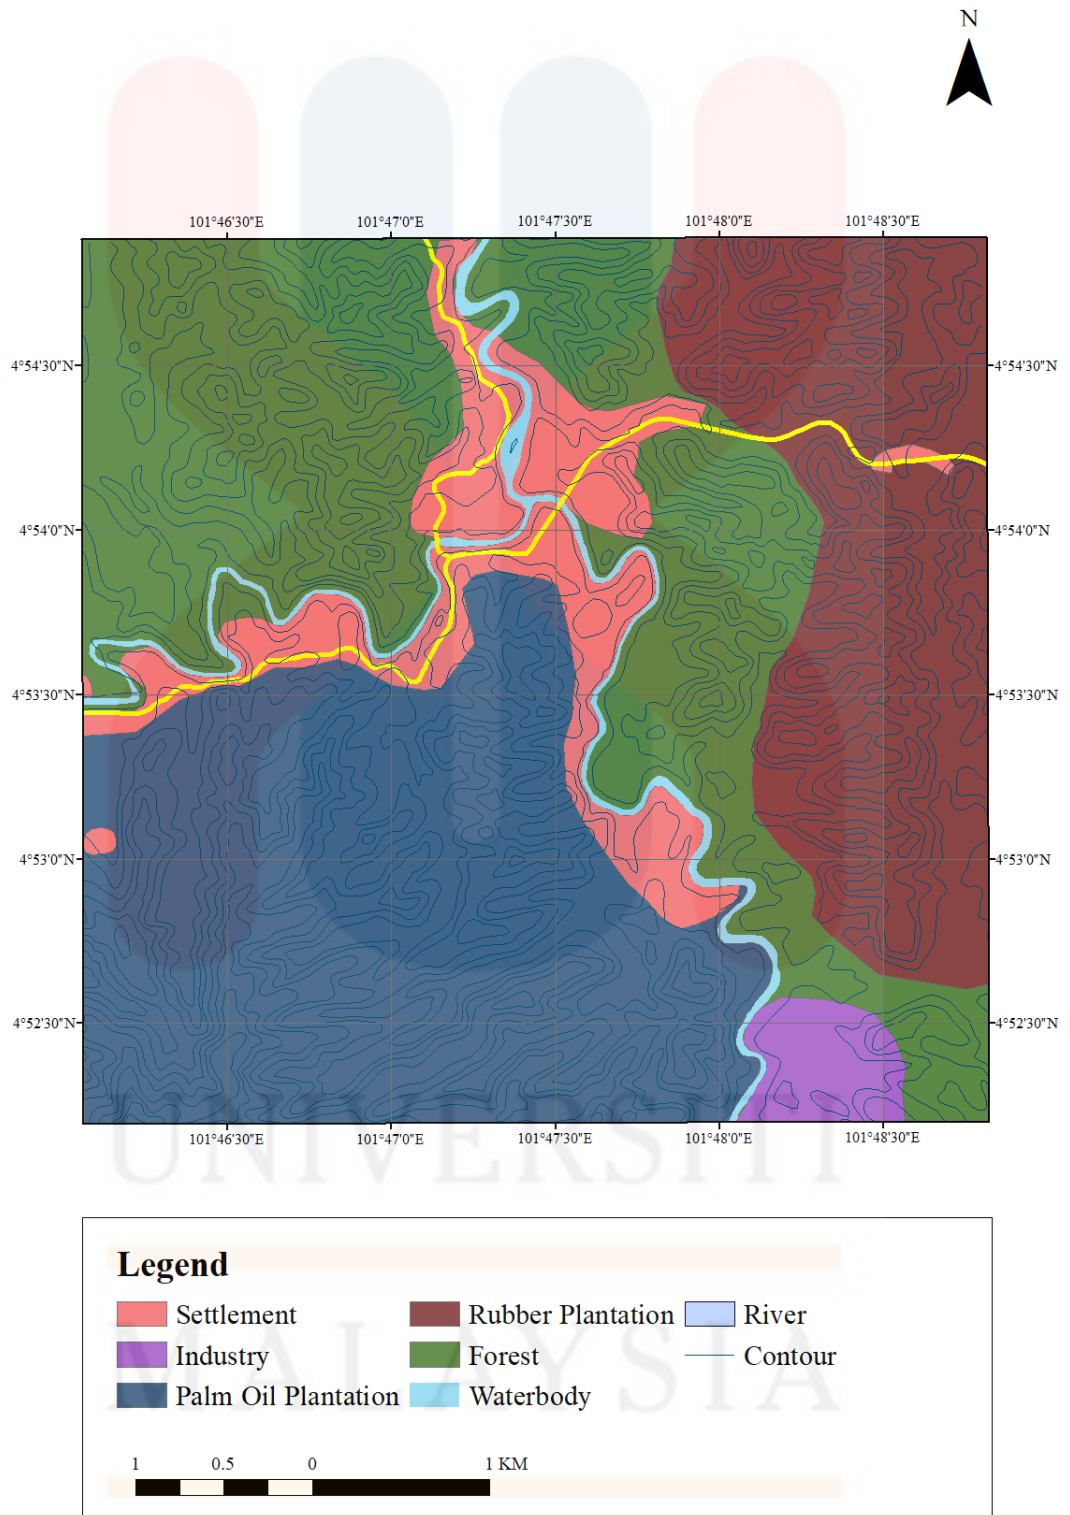 N
101°46'30"E 101°47'0"E 101°47'30"E 101°48'0"E 101°48'30"E
4°54'30"N 4°54'30"N
4°54'0"N 4°54'0"N
4°53'30"N 4°53'30"N
4°53'0"N 4°53'0"N
4°52'30"N 4°52'30"N
101°46'30"E 101°47'0"E 101°47'30"E 101°48'0"E 101°48'30"E
UNIVERSITI
Legend
Settlement Rubber Plantation River
Industry Forest Contour
Palm Oil Plantation Waterbody
MALAYSIA
1 0.5 0 1 KM